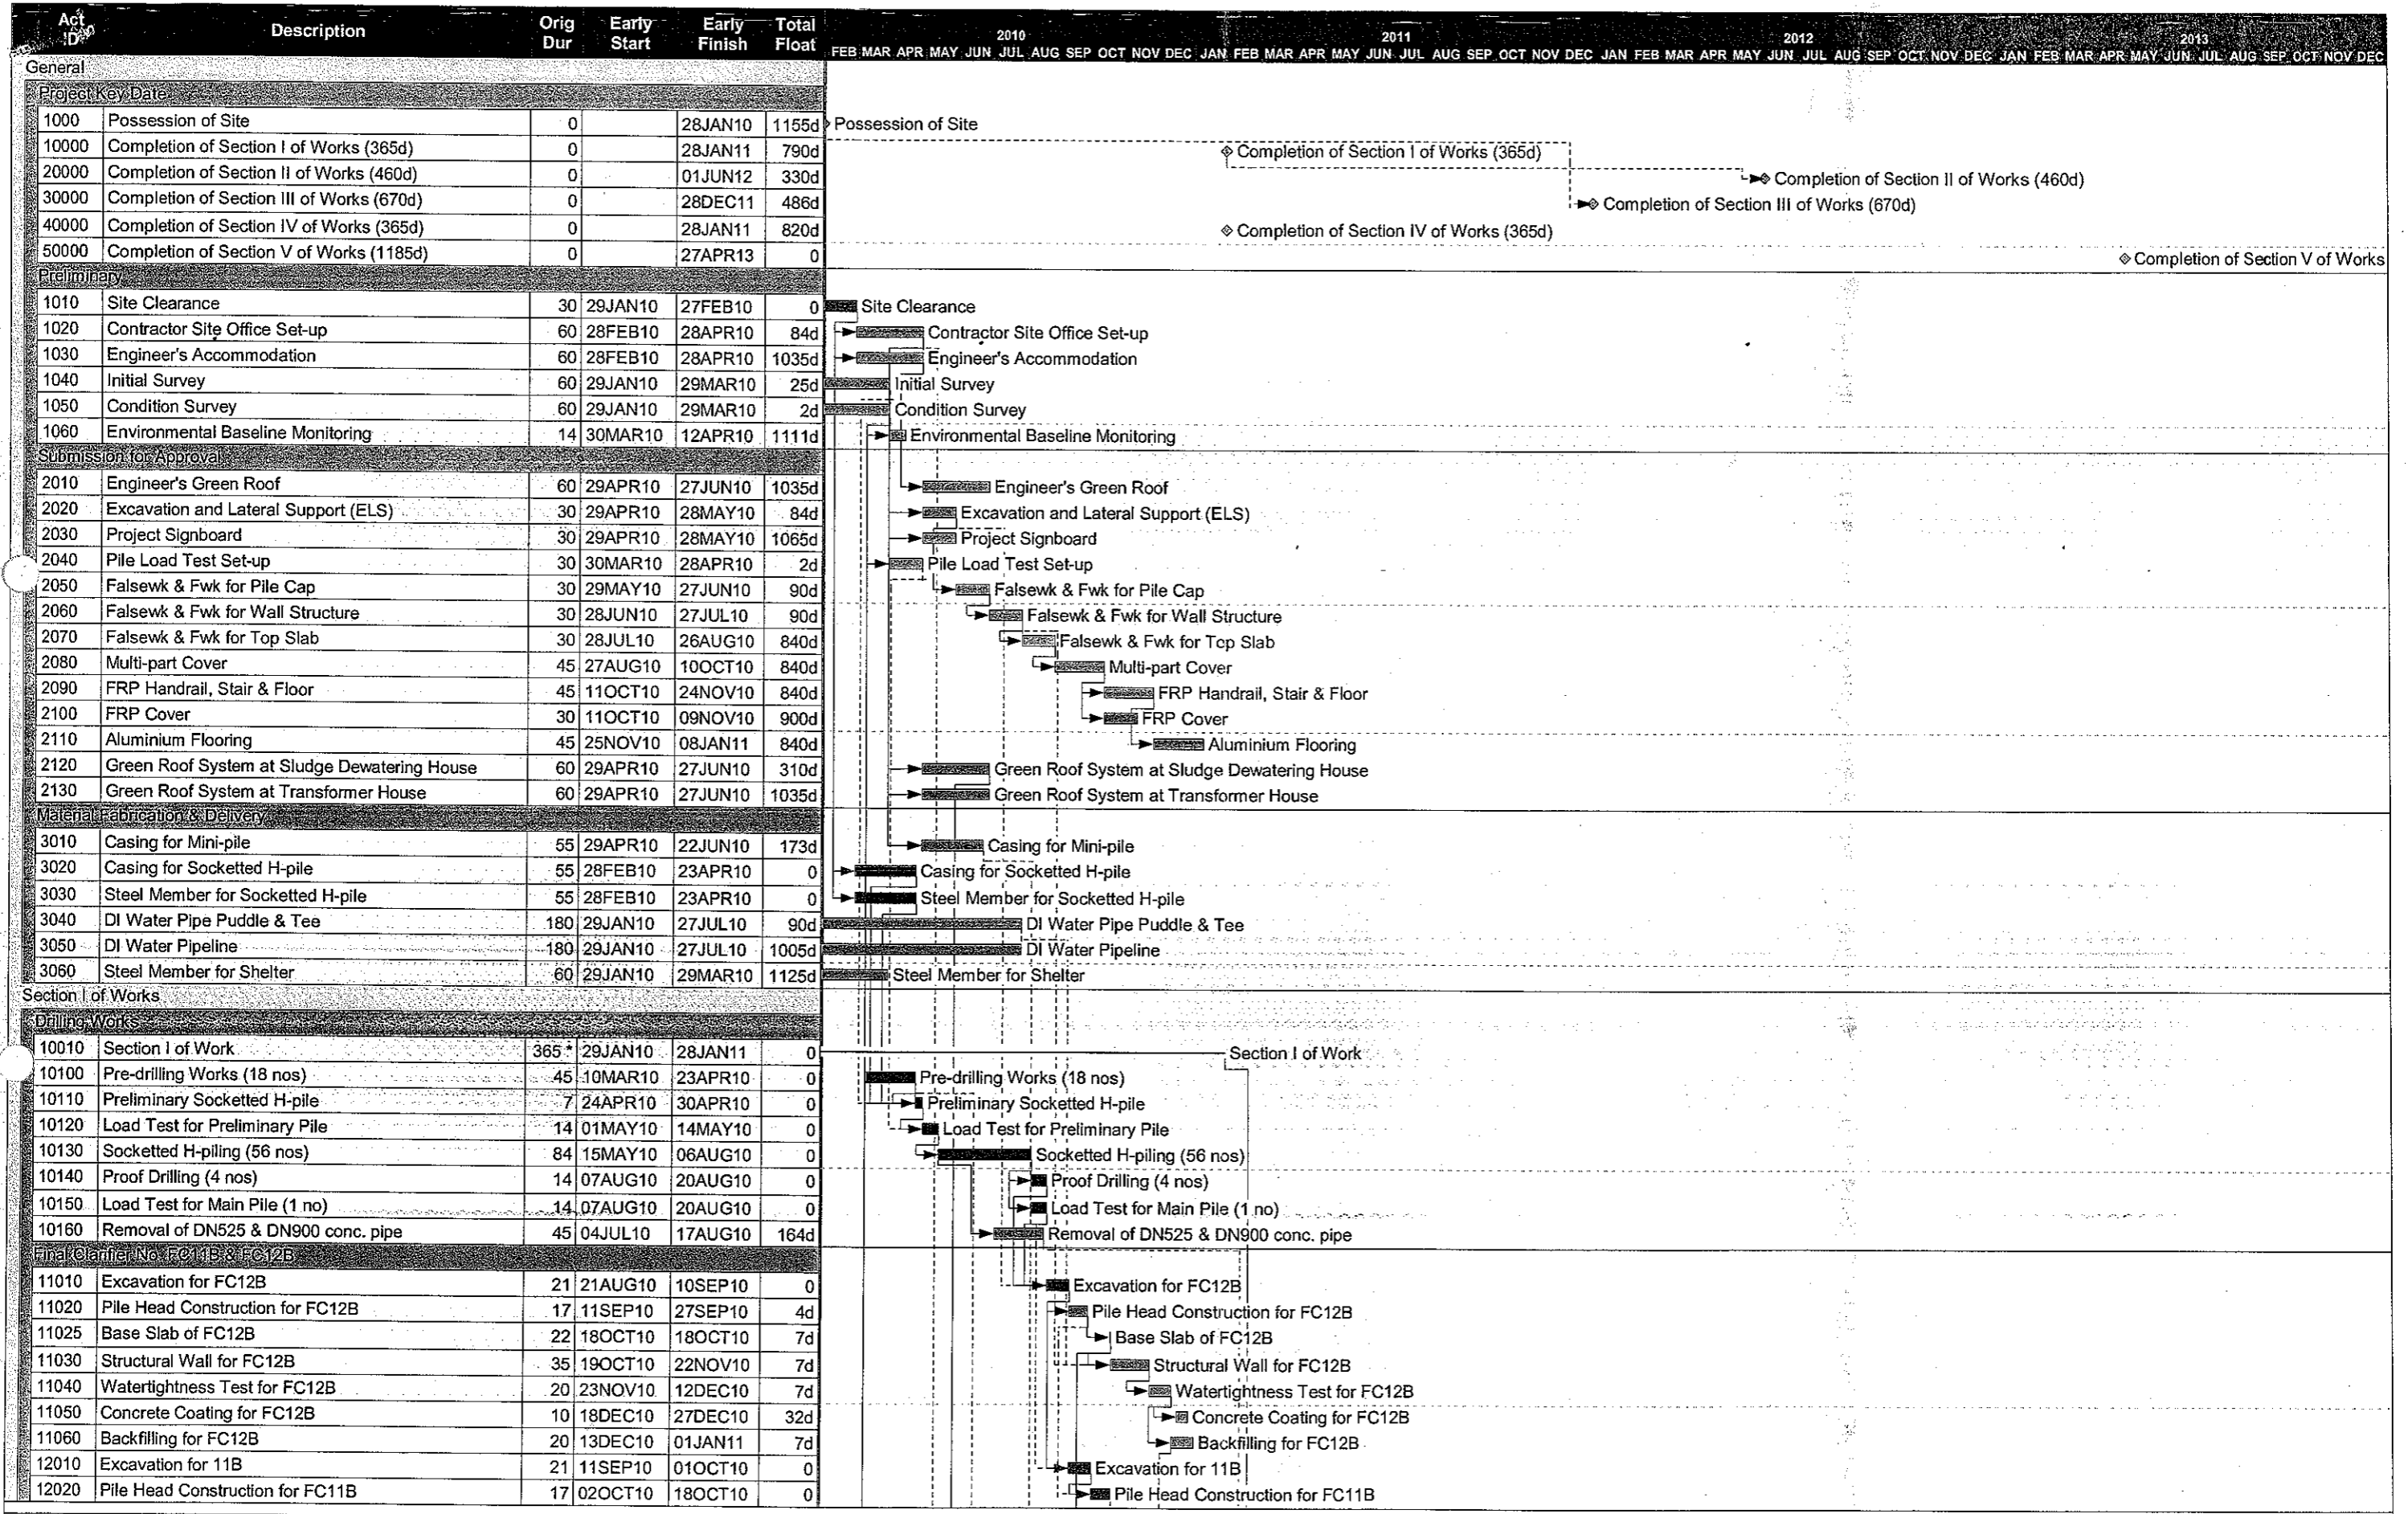 Act ID Description Orig Dur Early Start Early Finish Total Float
2010 2011 2012 2013
FEB MAR APR MAY JUN JUL AUG SEP OCT NOV DEC JAN FEB MAR APR MAY JUN JUL AUG SEP OCT NOV DEC JAN FEB MAR APR MAY JUN JUL AUG SEP OCT NOV DEC JAN FEB MAR APR MAY JUN JUL AUG SEP OCT NOV DEC
General
Project Key Date
1000 Possession of Site 0 28JAN10 1155d Possession of Site
10000 Completion of Section I of Works (365d) 0 28JAN11 790d Completion of Section I of Works (365d)
20000 Completion of Section II of Works (460d) 0 01JUN12 330d Completion of Section II of Works (460d)
30000 Completion of Section III of Works (670d) 0 28DEC11 486d Completion of Section III of Works (670d)
40000 Completion of Section IV of Works (365d) 0 28JAN11 820d Completion of Section IV of Works (365d)
50000 Completion of Section V of Works (1185d) 0 27APR13 0 Completion of Section V of Works
Preliminary
1010 Site Clearance 30 29JAN10 27FEB10 0 Site Clearance
1020 Contractor Site Office Set-up 60 28FEB10 28APR10 84d Contractor Site Office Set-up
1030 Engineer's Accommodation 60 28FEB10 28APR10 1035d Engineer's Accommodation
1040 Initial Survey 60 29JAN10 29MAR10 25d Initial Survey
1050 Condition Survey 60 29JAN10 29MAR10 2d Condition Survey
1060 Environmental Baseline Monitoring 14 30MAR10 12APR10 1111d Environmental Baseline Monitoring
Submission for Approval
2010 Engineer's Green Roof 60 29APR10 27JUN10 1035d Engineer's Green Roof
2020 Excavation and Lateral Support (ELS) 30 29APR10 28MAY10 84d Excavation and Lateral Support (ELS)
2030 Project Signboard 30 29APR10 28MAY10 1065d Project Signboard
2040 Pile Load Test Set-up 30 30MAR10 28APR10 2d Pile Load Test Set-up
2050 Falsewk & Fwk for Pile Cap 30 29MAY10 27JUN10 90d Falsewk & Fwk for Pile Cap
2060 Falsewk & Fwk for Wall Structure 30 28JUN10 27JUL10 90d Falsewk & Fwk for Wall Structure
2070 Falsewk & Fwk for Top Slab 30 28JUL10 26AUG10 840d Falsewk & Fwk for Top Slab
2080 Multi-part Cover 45 27AUG10 10OCT10 840d Multi-part Cover
2090 FRP Handrail, Stair & Floor 45 11OCT10 24NOV10 840d FRP Handrail, Stair & Floor
2100 FRP Cover 30 11OCT10 09NOV10 900d FRP Cover
2110 Aluminium Flooring 45 25NOV10 08JAN11 840d Aluminium Flooring
2120 Green Roof System at Sludge Dewatering House 60 29APR10 27JUN10 310d Green Roof System at Sludge Dewatering House
2130 Green Roof System at Transformer House 60 29APR10 27JUN10 1035d Green Roof System at Transformer House
Material Fabrication & Delivery
3010 Casing for Mini-pile 55 29APR10 22JUN10 173d Casing for Mini-pile
3020 Casing for Socketted H-pile 55 28FEB10 23APR10 0 Casing for Socketted H-pile
3030 Steel Member for Socketted H-pile 55 28FEB10 23APR10 0 Steel Member for Socketted H-pile
3040 DI Water Pipe Puddle & Tee 180 29JAN10 27JUL10 90d DI Water Pipe Puddle & Tee
3050 DI Water Pipeline 180 29JAN10 27JUL10 1005d DI Water Pipeline
3060 Steel Member for Shelter 60 29JAN10 29MAR10 1125d Steel Member for Shelter
Section I of Works
Drilling Works
10010 Section I of Work 365* 29JAN10 28JAN11 0 Section I of Work
10100 Pre-drilling Works (18 nos) 45 10MAR10 23APR10 0 Pre-drilling Works (18 nos)
10110 Preliminary Socketted H-pile 7 24APR10 30APR10 0 Preliminary Socketted H-pile
10120 Load Test for Preliminary Pile 14 01MAY10 14MAY10 0 Load Test for Preliminary Pile
10130 Socketted H-piling (56 nos) 84 15MAY10 06AUG10 0 Socketted H-piling (56 nos)
10140 Proof Drilling (4 nos) 14 07AUG10 20AUG10 0 Proof Drilling (4 nos)
10150 Load Test for Main Pile (1 no) 14 07AUG10 20AUG10 0 Load Test for Main Pile (1 no)
10160 Removal of DN525 & DN900 conc. pipe 45 04JUL10 17AUG10 164d Removal of DN525 & DN900 conc. pipe
Final Clarifier No. FC11B & FC12B
11010 Excavation for FC12B 21 21AUG10 10SEP10 0 Excavation for FC12B
11020 Pile Head Construction for FC12B 17 11SEP10 27SEP10 4d Pile Head Construction for FC12B
11025 Base Slab of FC12B 22 18OCT10 18OCT10 7d Base Slab of FC12B
11030 Structural Wall for FC12B 35 19OCT10 22NOV10 7d Structural Wall for FC12B
11040 Watertightness Test for FC12B 20 23NOV10 12DEC10 7d Watertightness Test for FC12B
11050 Concrete Coating for FC12B 10 18DEC10 27DEC10 32d Concrete Coating for FC12B
11060 Backfilling for FC12B 20 13DEC10 01JAN11 7d Backfilling for FC12B
12010 Excavation for 11B 21 11SEP10 01OCT10 0 Excavation for 11B
12020 Pile Head Construction for FC11B 17 02OCT10 18OCT10 0 Pile Head Construction for FC11B